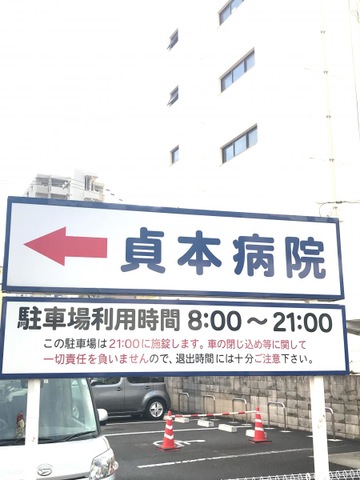 貞本病院
駐車場利用時間 8:00～21:00
この駐車場は21:00に施錠します。車の閉じ込め等に関して
一切責任を負いませんので、退出時間には十分ご注意下さい。